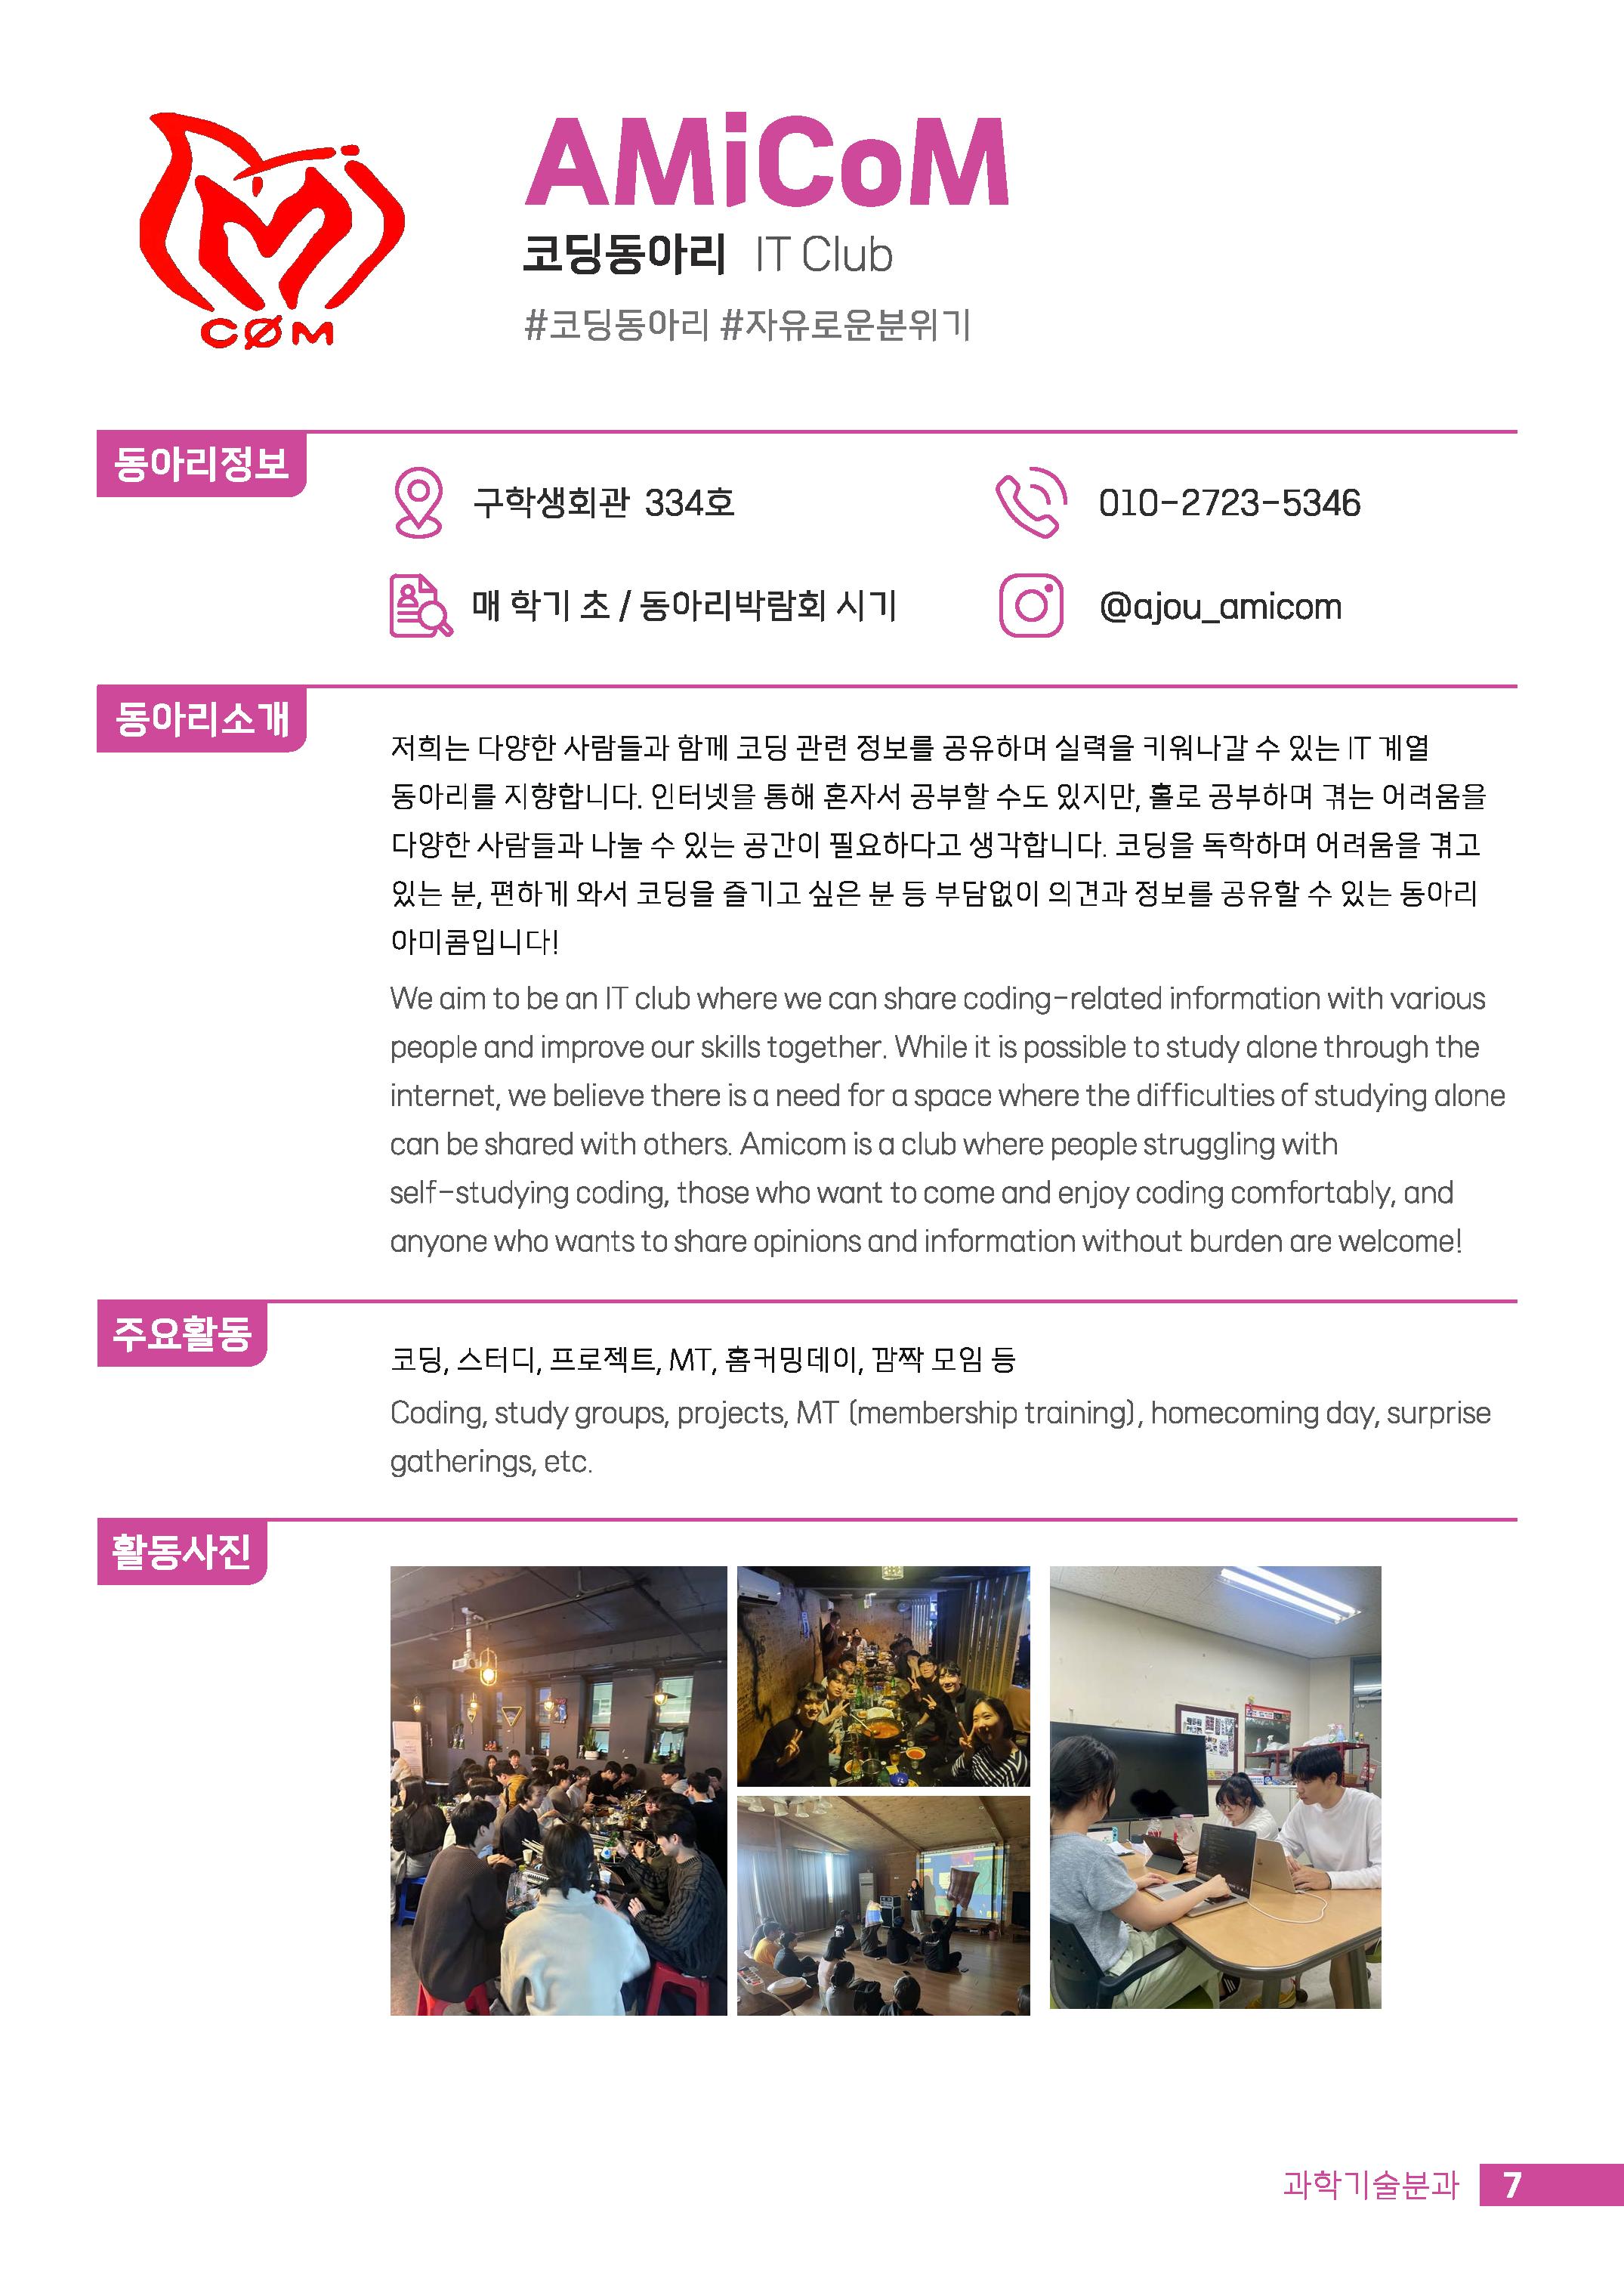 CØM
AMiCoM
코딩동아리 IT Club
#코딩동아리 #자유로운분위기
동아리정보
구학생회관 334호
010-2723-5346
매 학기 초 / 동아리박람회 시기
@ajou_amicom
동아리소개
저희는 다양한 사람들과 함께 코딩 관련 정보를 공유하며 실력을 키워나갈 수 있는 IT 계열
동아리를 지향합니다. 인터넷을 통해 혼자서 공부할 수도 있지만, 홀로 공부하며 겪는 어려움을
다양한 사람들과 나눌 수 있는 공간이 필요하다고 생각합니다. 코딩을 독학하며 어려움을 겪고
있는 분, 편하게 와서 코딩을 즐기고 싶은 분 등 부담없이 의견과 정보를 공유할 수 있는 동아리
아미콤입니다!
We aim to be an IT club where we can share coding-related information with various
people and improve our skills together. While it is possible to study alone through the
internet, we believe there is a need for a space where the difficulties of studying alone
can be shared with others. Amicom is a club where people struggling with
self-studying coding, those who want to come and enjoy coding comfortably, and
anyone who wants to share opinions and information without burden are welcome!
주요활동
코딩, 스터디, 프로젝트, MT, 홈커밍데이, 깜짝 모임 등
Coding, study groups, projects, MT (membership training), homecoming day, surprise
gatherings, etc.
활동사진
과학기술분과 7